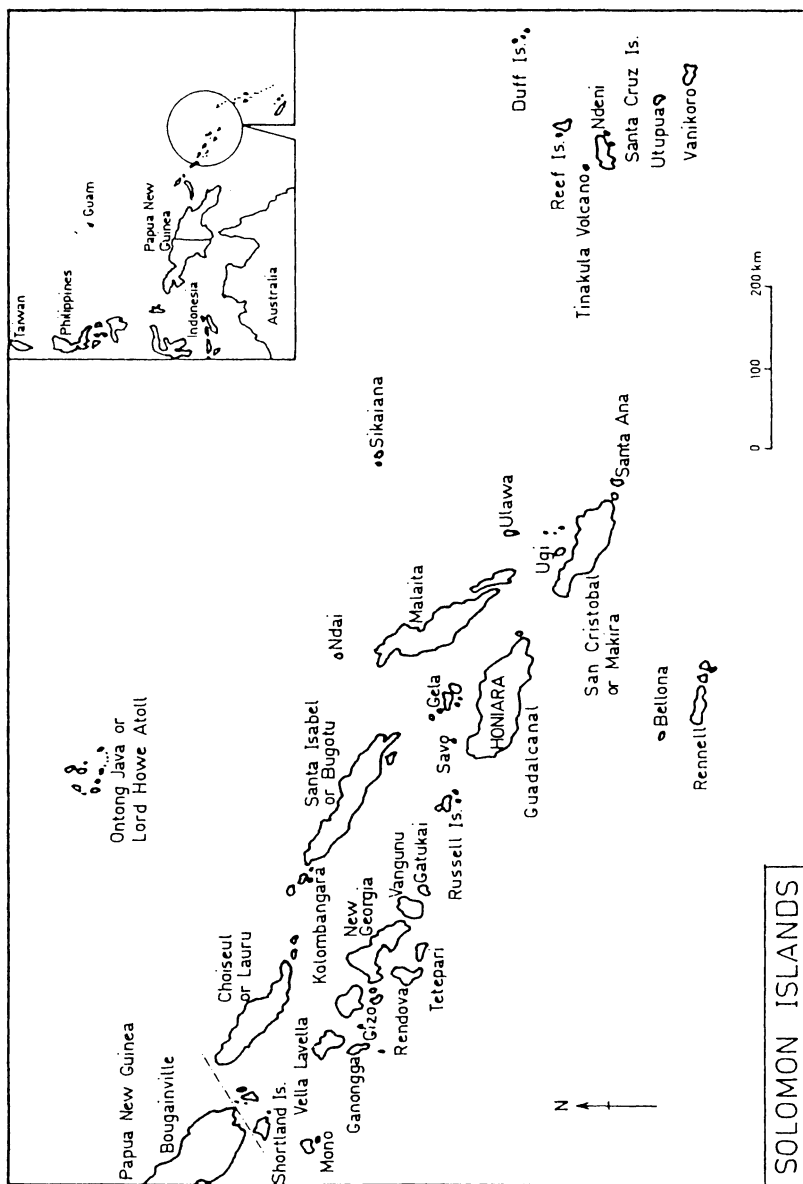 Taiwan
Philippines
Guam
Papua New
Guinea
Indonesia
Australia
Papua New Guinea
Bougainville
Shortland Is.
Mono
Choiseul
or Lauru
Vella Lavella
Ganongga
Gizo
Kolombangara
New
Georgia
Rendova
Tetepari
Vangunu
Gatukai
Ontong Java or
Lord Howe Atoll
Santa Isabel
or Bugotu
Russell Is.
Savo
Gela
HONIARA
Guadalcanal
Ndai
Malaita
Sikaiana
Ulawa
Ugi
San Cristobal
or Makira
Santa Ana
Bellona
Rennell
Duff Is.
Reef Is.
Tinakula Volcano
Ndeni
Santa Cruz Is.
Utupua
Vanikoro
N
0 100 200 km
SOLOMON ISLANDS